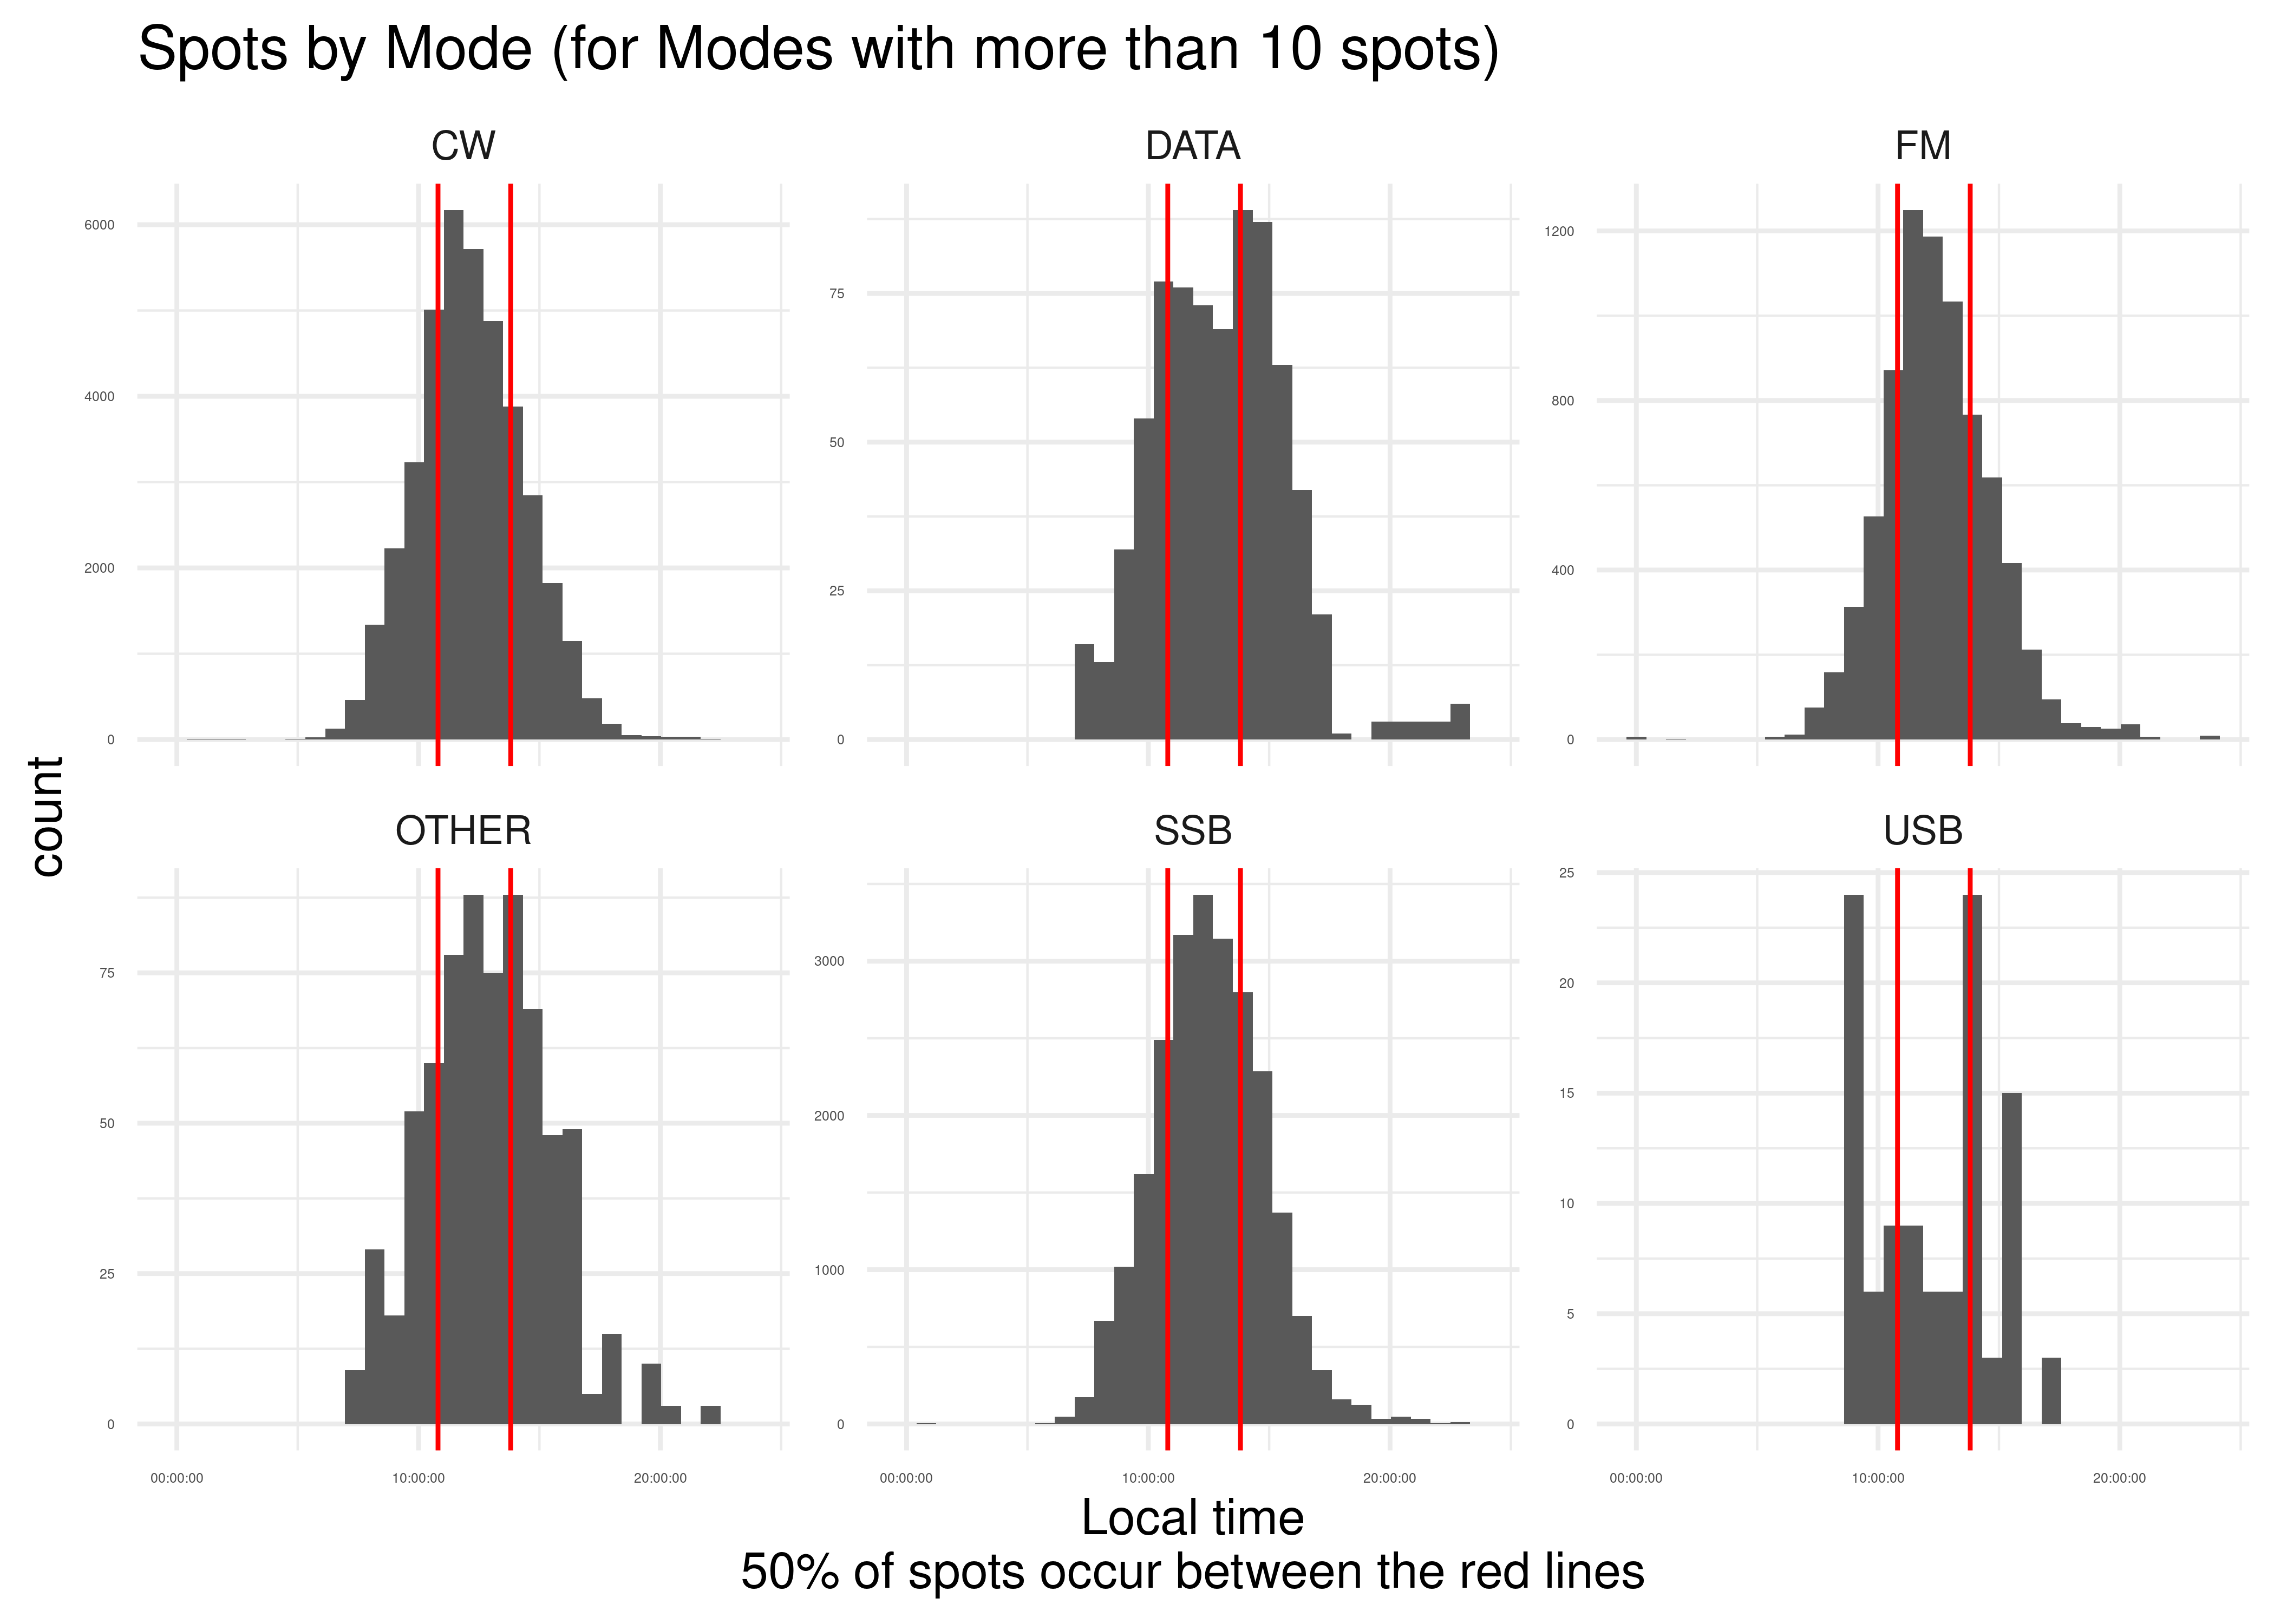 Spots by Mode (for Modes with more than 10 spots)
CW
DATA
FM
6000
4000
2000
0
75
50
25
0
1200
800
400
0
count
OTHER
SSB
USB
75
50
25
0
3000
2000
1000
0
25
20
15
10
5
0
00:00:00 10:00:00 20:00:00
00:00:00 10:00:00 20:00:00
00:00:00 10:00:00 20:00:00
Local time
50% of spots occur between the red lines